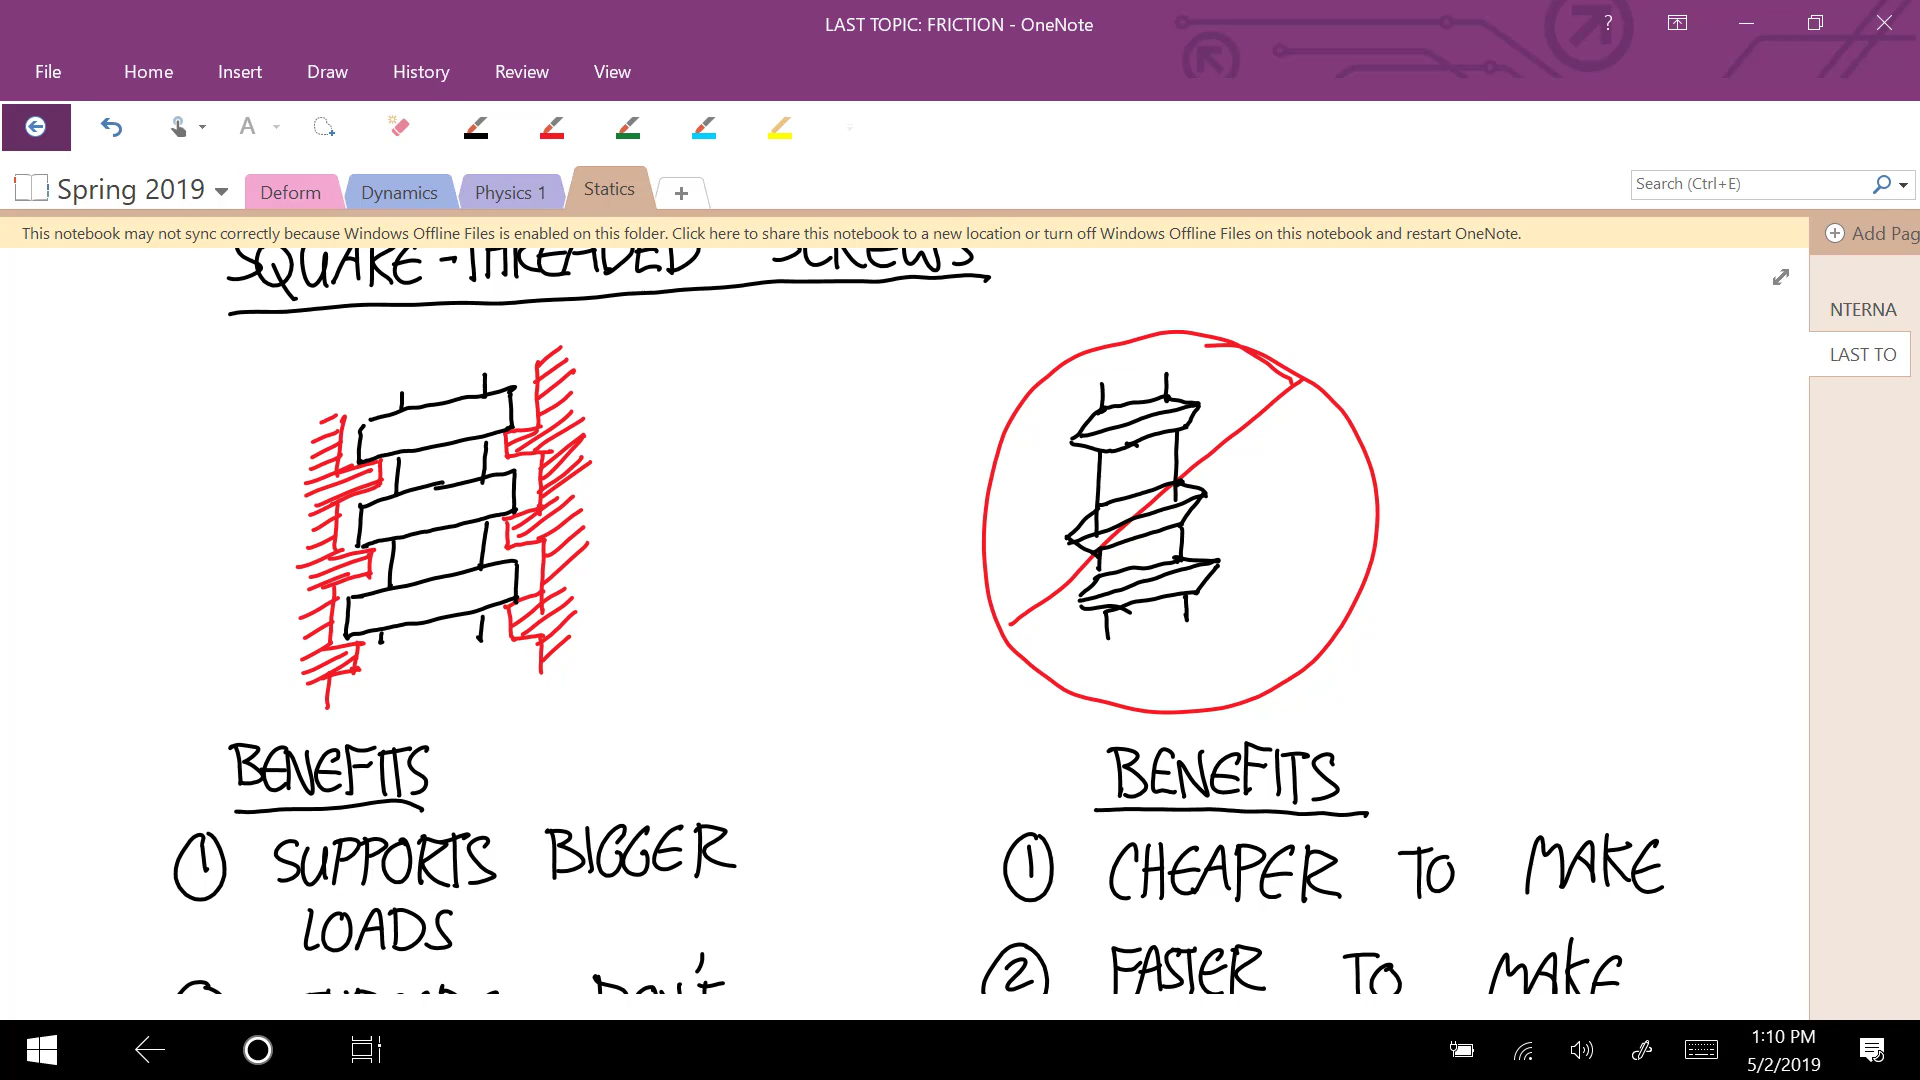 LAST TOPIC: FRICTION - OneNote
?
File Home Insert Draw History Review View
A
Spring 2019 Deform Dynamics Physics 1 Statics +
Search (Ctrl+E)
This notebook may not sync correctly because Windows Offline Files is enabled on this folder. Click here to share this notebook to a new location or turn off Windows Offline Files on this notebook and restart OneNote.
Add Pag
NTERNA
LAST TO
SQUARE-THREADED SCREWS
BENEFITS
① SUPPORTS BIGGER
LOADS
DON'T
BENEFITS
① CHEAPER TO MAKE
② FASTER TO MAKE
1:10 PM
5/2/2019